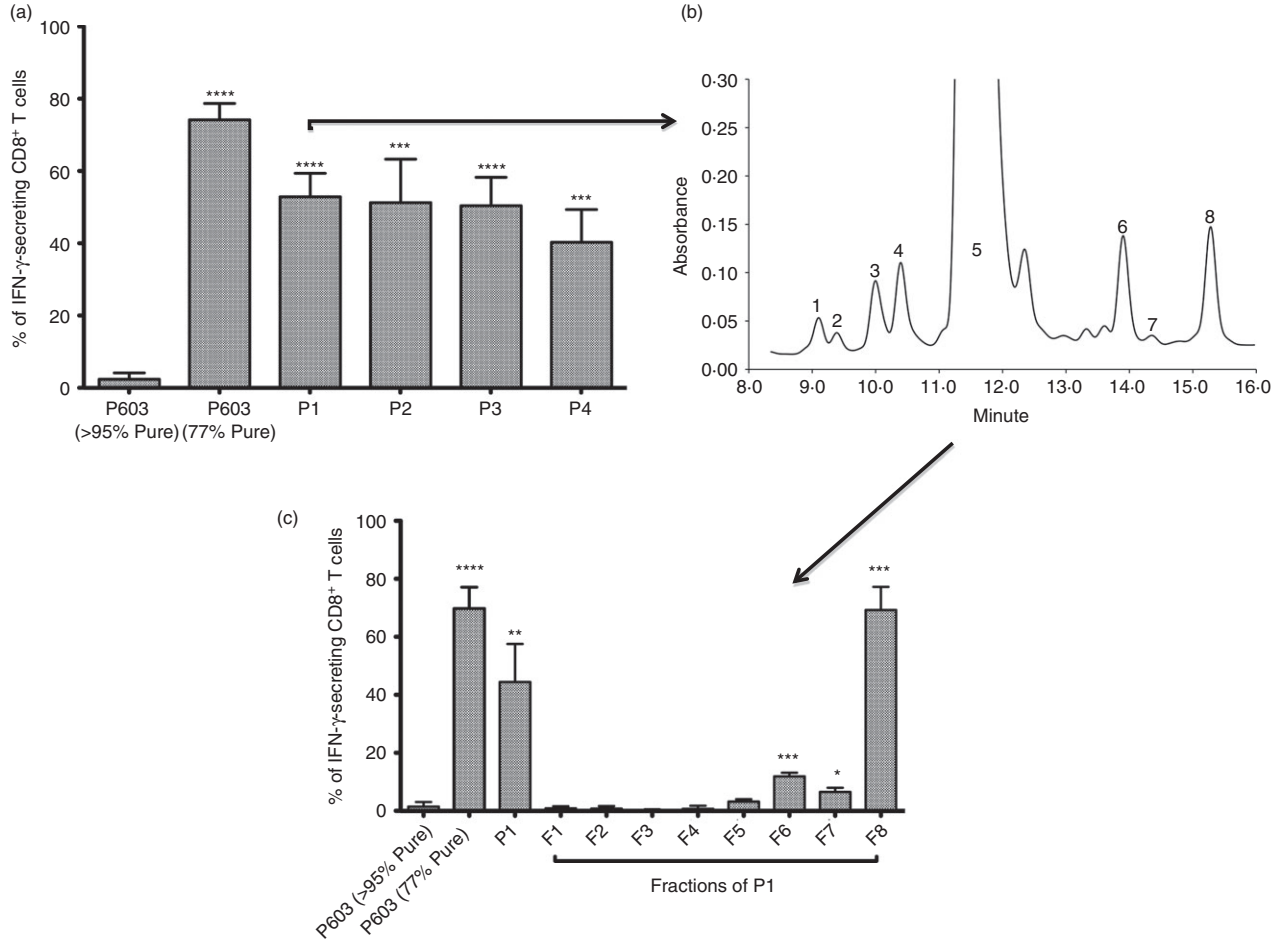 (a)
% of IFN-γ-secreting CD8⁺ T cells
100
80
60
40
20
0
****
****
***
****
***
P603
(>95% Pure)
P603
(77% Pure)
P1
P2
P3
P4
(b)
Absorbance
0·30
0·25
0·20
0·15
0·10
0·05
0·00
1
2
3
4
5
6
7
8
8·0
9·0
10·0
11·0
12·0
13·0
14·0
15·0
16·0
Minute
(c)
% of IFN-γ-secreting CD8⁺ T cells
100
80
60
40
20
0
****
**
***
*
***
P603 (>95% Pure)
P603 (77% Pure)
P1
F1
F2
F3
F4
F5
F6
F7
F8
Fractions of P1